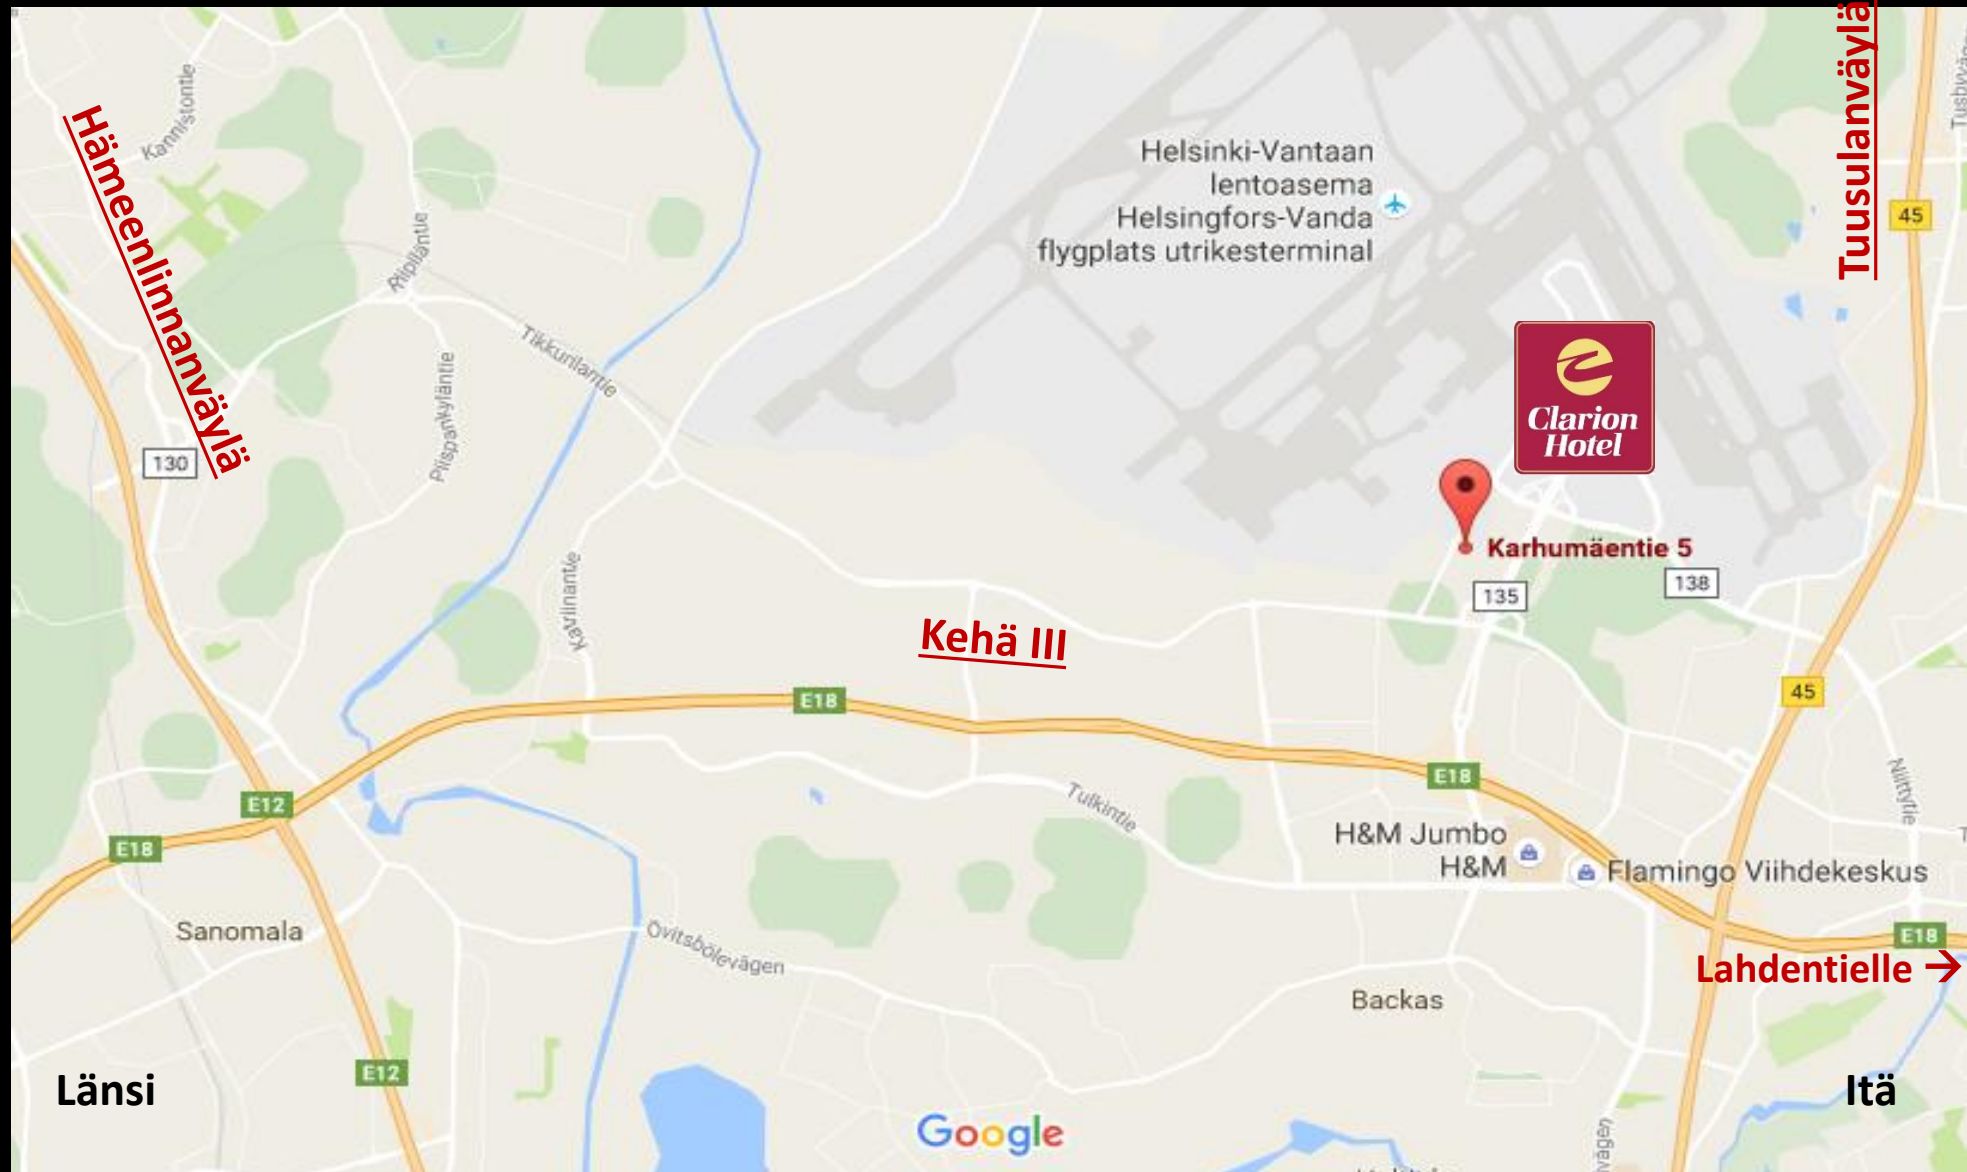 Tuusulanväylä
Kannistontie
Hämeenlinnanväylä
Helsinki-Vantaan
lentoasema
Helsingfors-Vanda
flygplats utrikesterminal
45
Riipiläntie
Tikkurilantie
Piispankyläntie
130
Clarion
Hotel
Karhumäentie 5
138
135
Katriinantie
Kehä III
E18
45
E18
Tulkintie
Niittytie
E12
E18
H&M Jumbo
H&M
Flamingo Viihdekeskus
Sanomala
Övitsbölevägen
E18
Lahdentielle →
Backas
E12
Länsi
Itä
Google